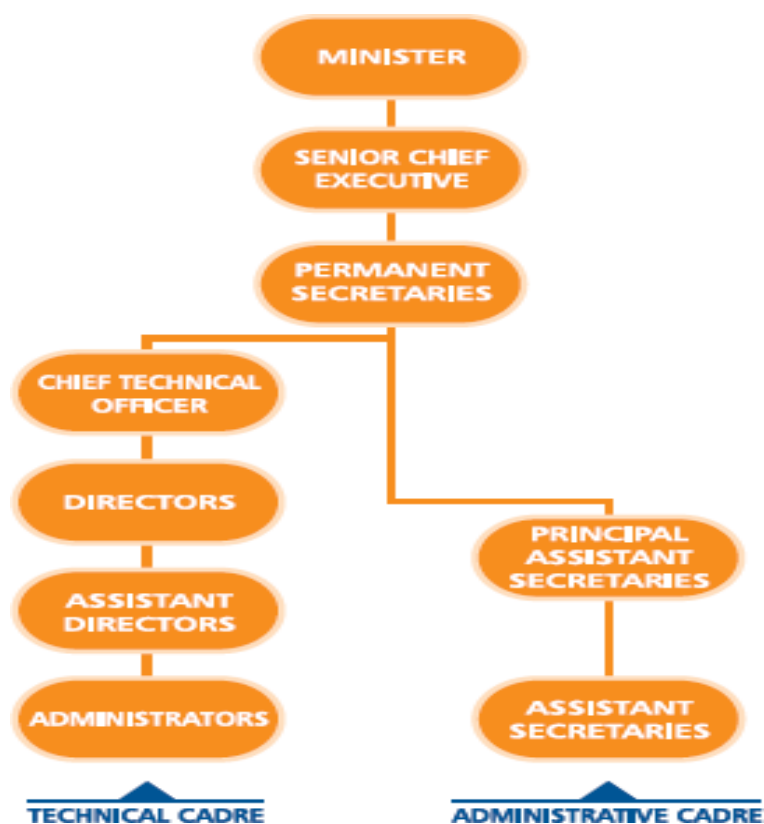 MINISTER
SENIOR CHIEF
EXECUTIVE
PERMANENT
SECRETARIES
CHIEF TECHNICAL
OFFICER
DIRECTORS
ASSISTANT
DIRECTORS
ADMINISTRATORS
TECHNICAL CADRE
PRINCIPAL
ASSISTANT
SECRETARIES
ASSISTANT
SECRETARIES
ADMINISTRATIVE CADRE